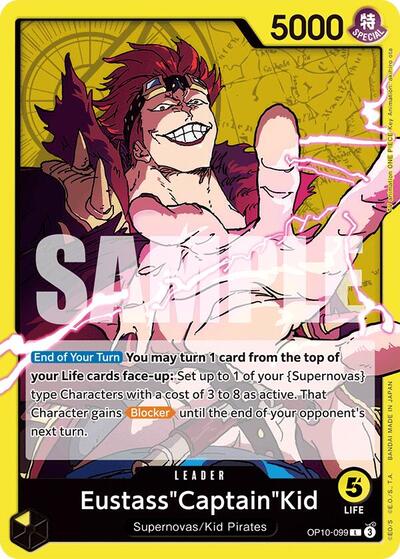 5000
特
SPECIAL
SAMPLE
End of Your Turn You may turn 1 card from the top of
your Life cards face-up: Set up to 1 of your {Supernovas}
type Characters with a cost of 3 to 8 as active. That
Character gains Blocker until the end of your opponent's
next turn.
LEADER
Eustass"Captain"Kid
Supernovas/Kid Pirates
5
LIFE
OP10-099 L 3
©E.O/S ©E.O.S., T.A. BANDAI MADE IN JAPAN